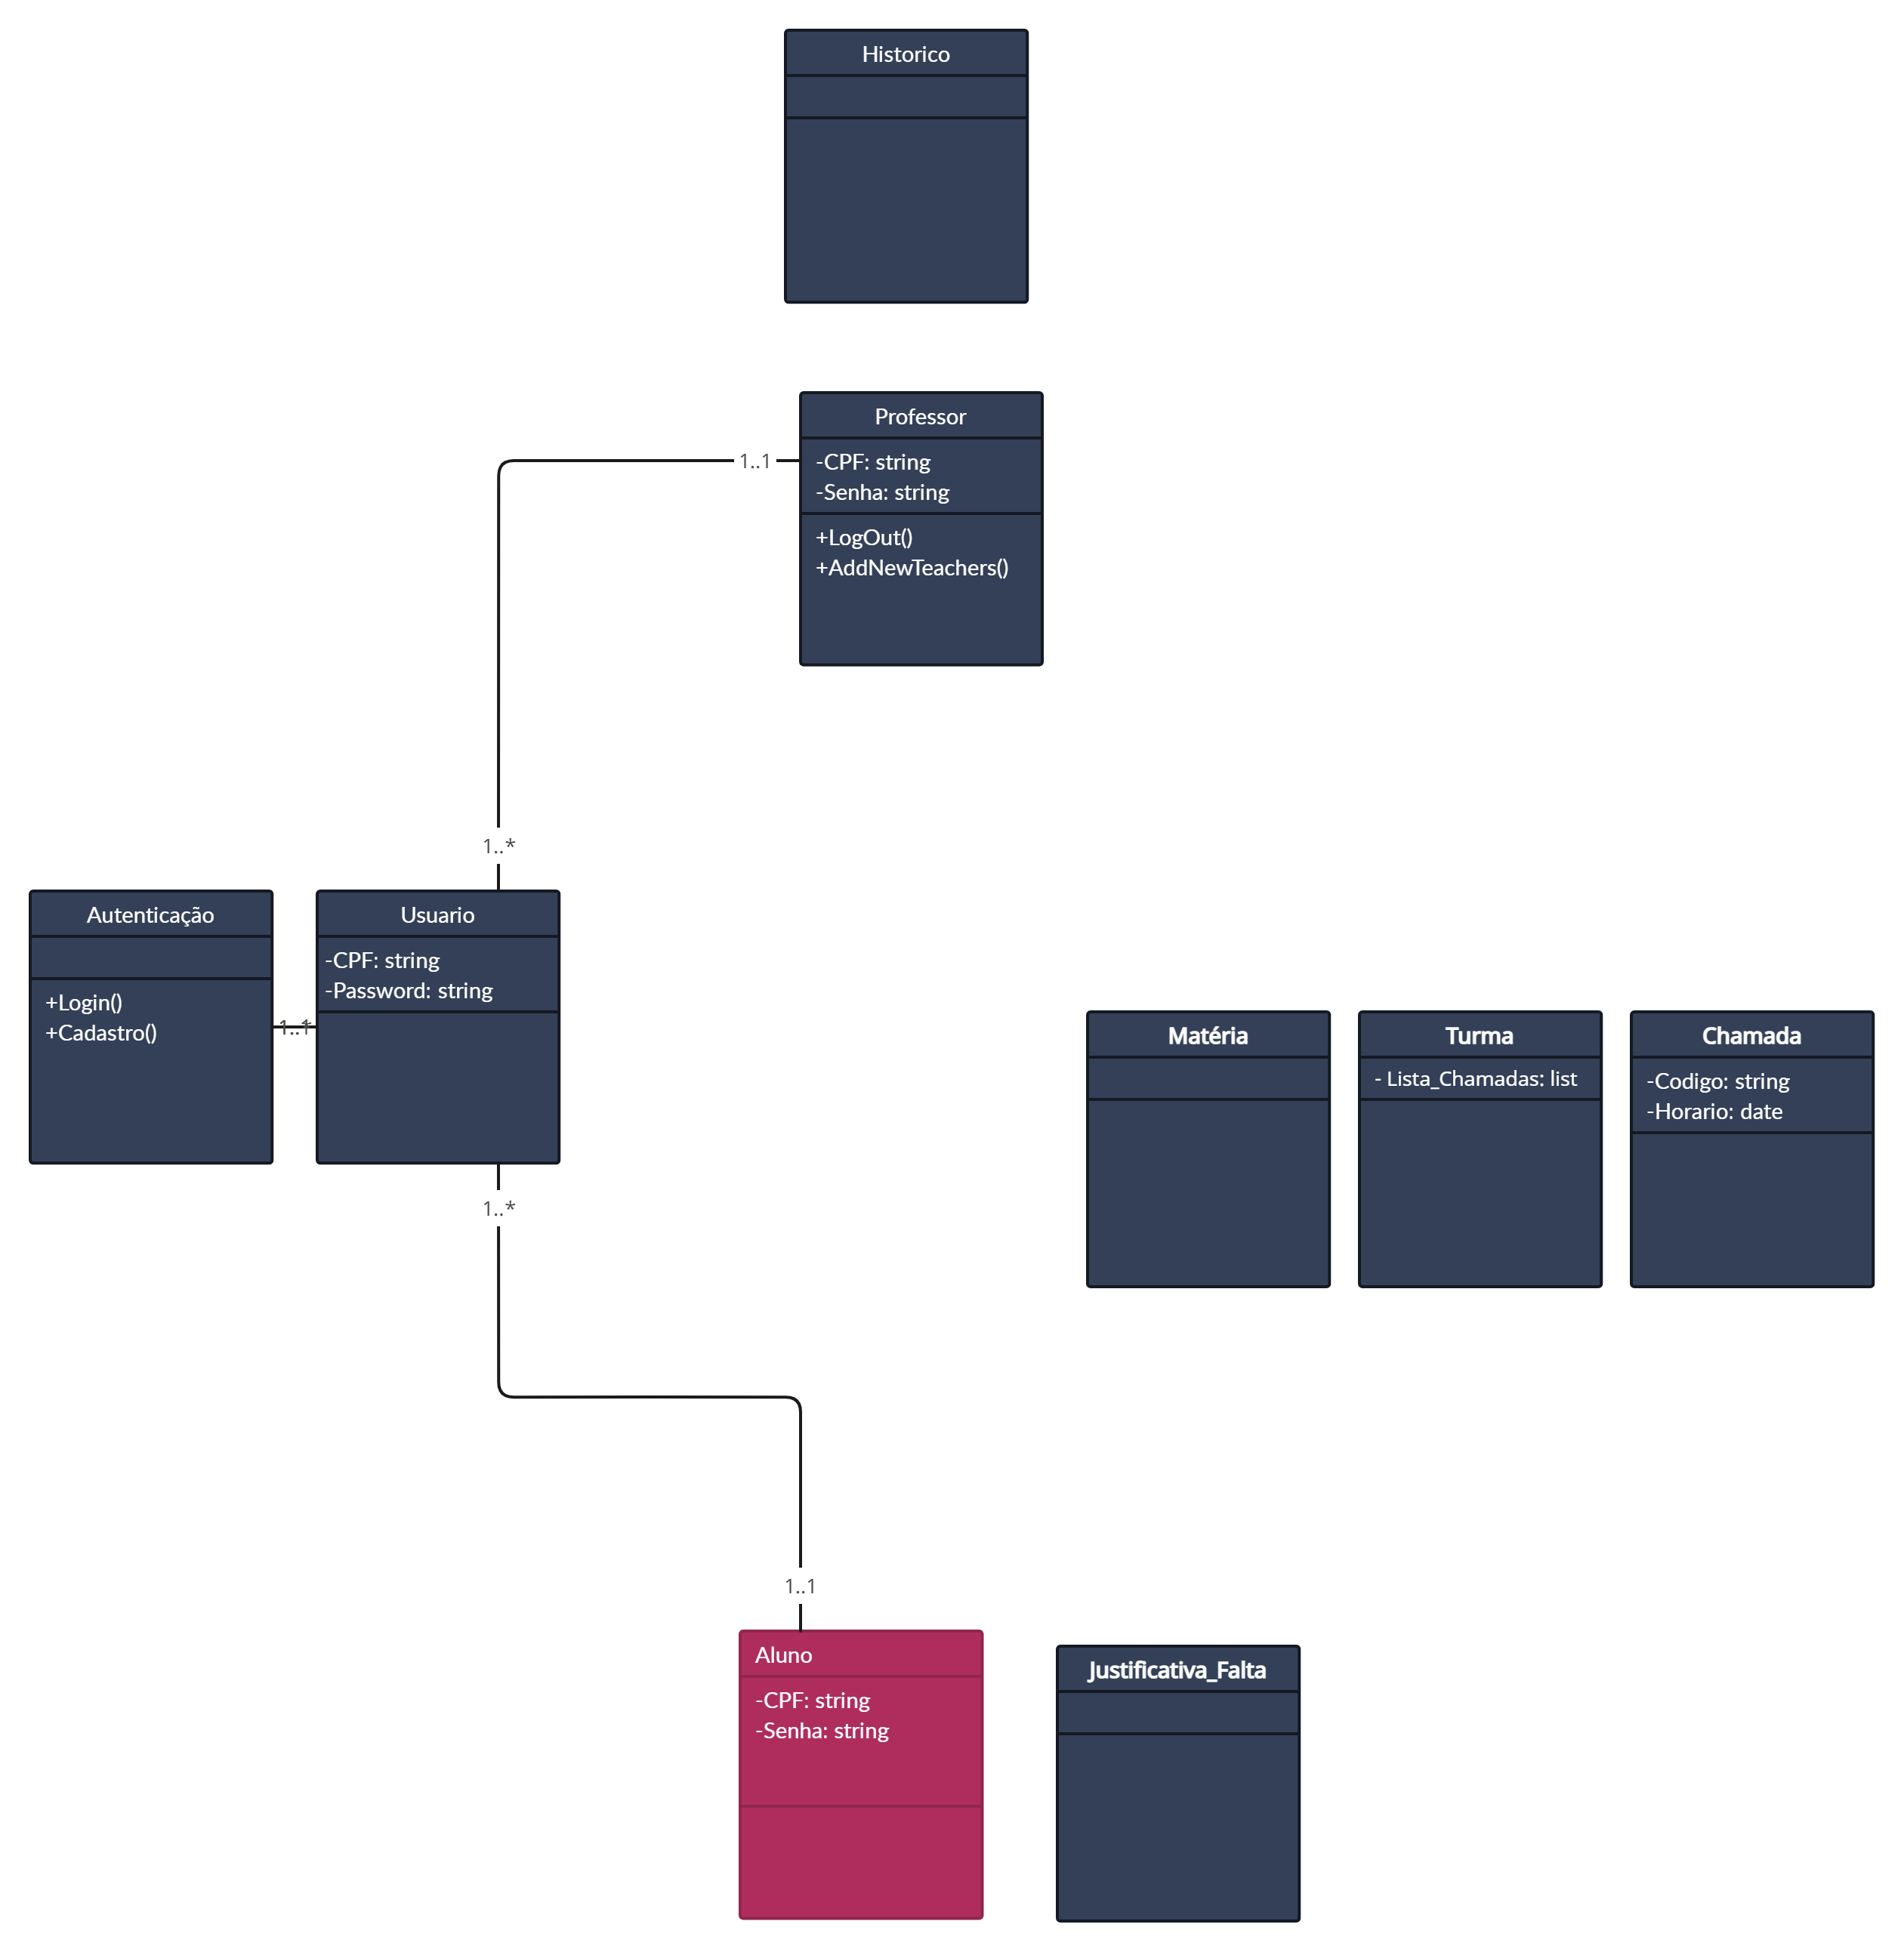 Historico
Professor
-CPF: string
-Senha: string
+LogOut()
+AddNewTeachers()
1..1
1..*
Autenticação
+Login()
+Cadastro()
1..1
Usuario
-CPF: string
-Password: string
Matéria
Turma
- Lista_Chamadas: list
Chamada
-Codigo: string
-Horario: date
1..*
1..1
Aluno
-CPF: string
-Senha: string
Justificativa_Falta